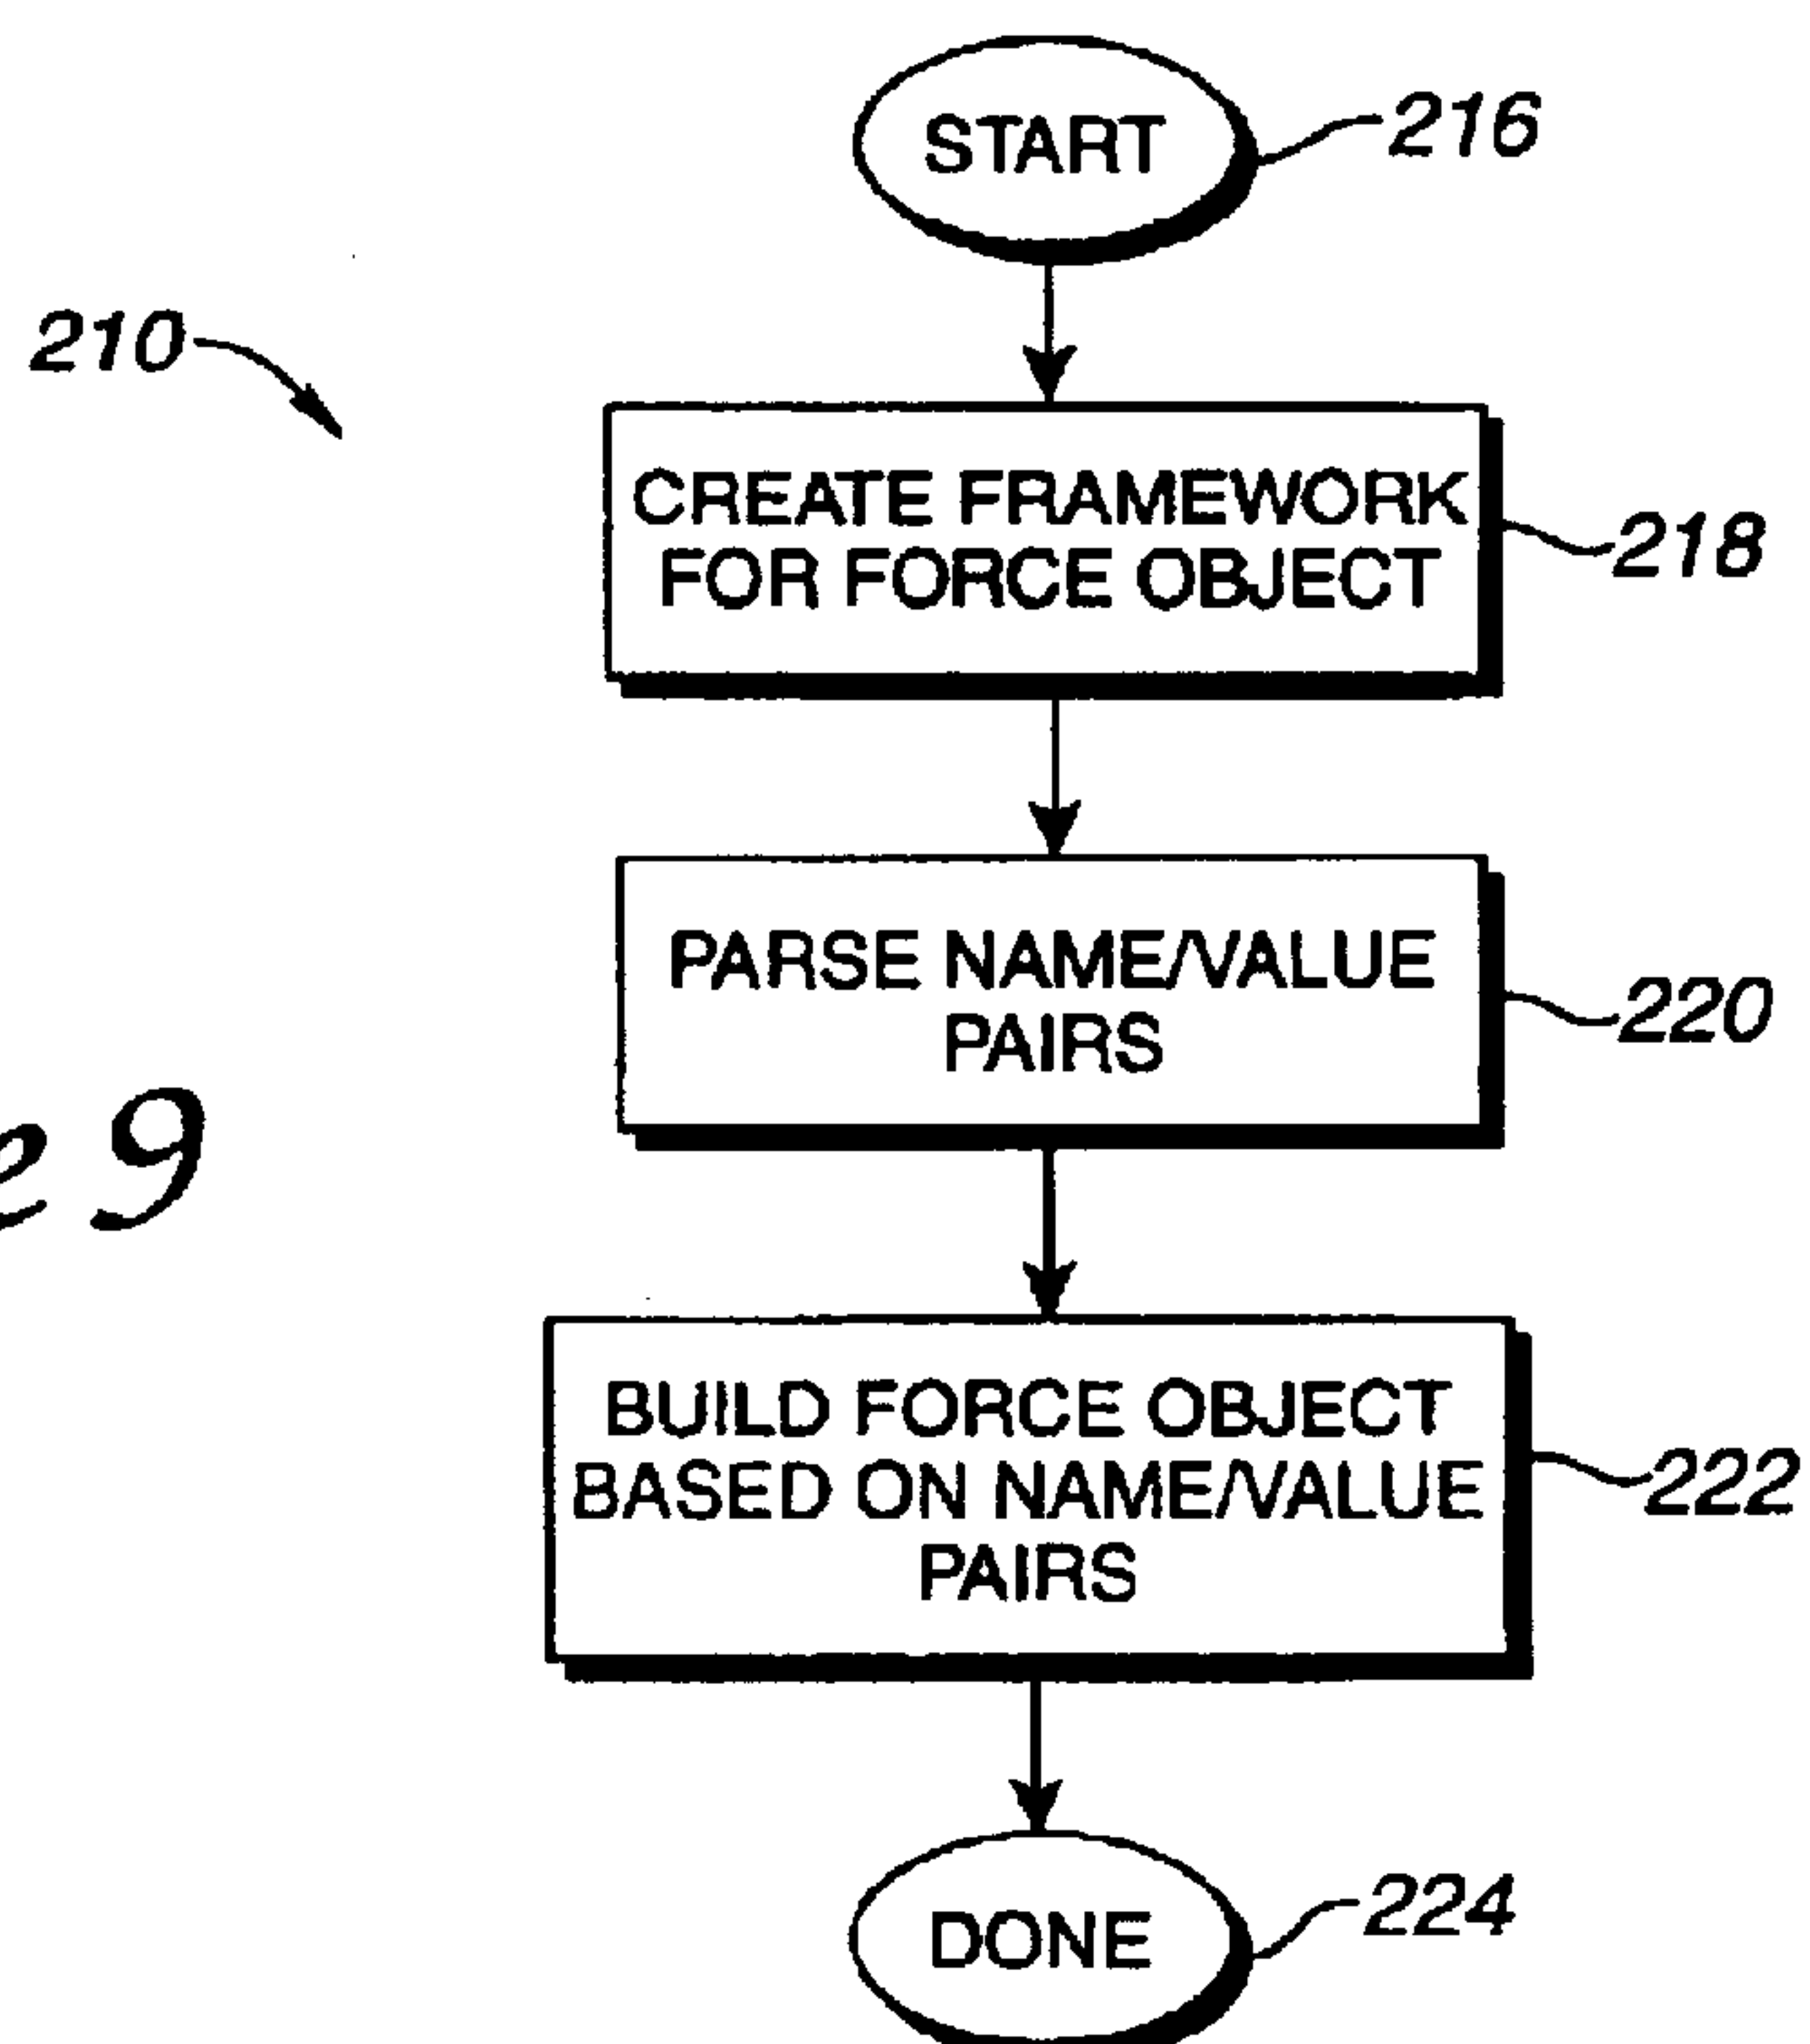 START
216
210
CREATE FRAMEWORK
FOR FORCE OBJECT
218
PARSE NAME/VALUE
PAIRS
220
9
BUILD FORCE OBJECT
BASED ON NAME/VALUE
PAIRS
222
DONE
224